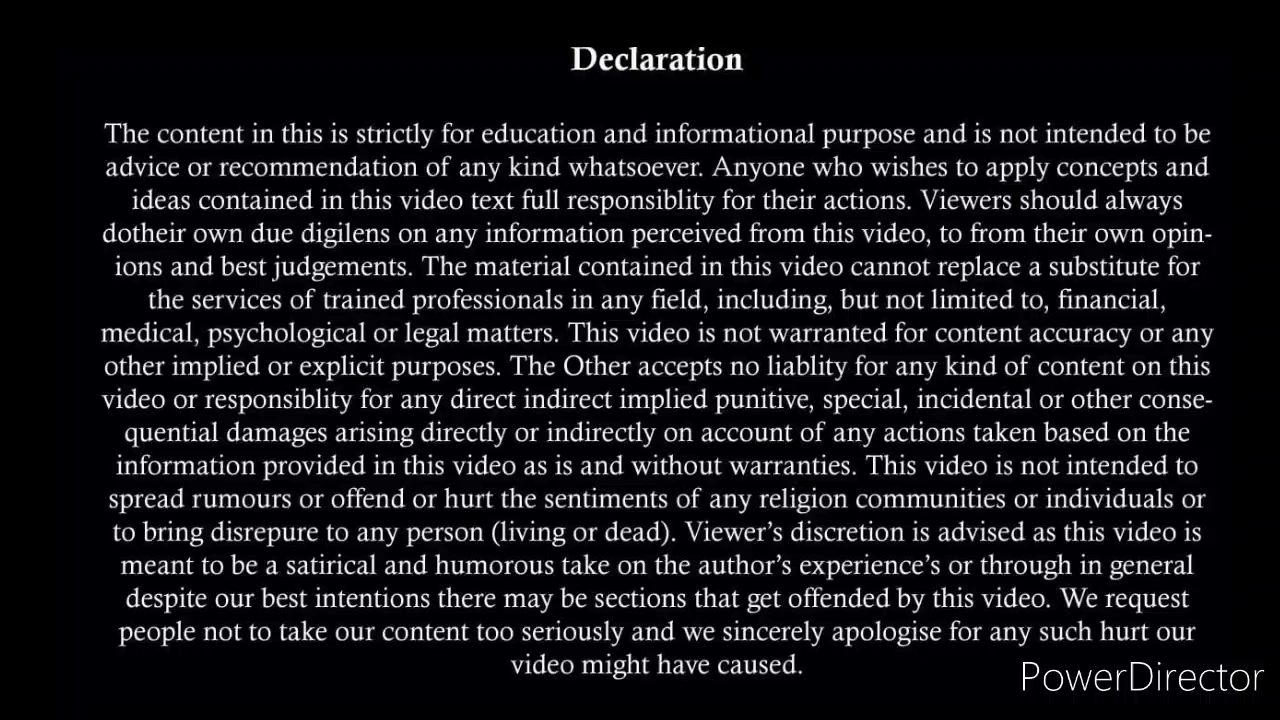 Declaration
The content in this is strictly for education and informational purpose and is not intended to be
advice or recommendation of any kind whatsoever. Anyone who wishes to apply concepts and
ideas contained in this video text full responsiblity for their actions. Viewers should always
dotheir own due digilens on any information perceived from this video, to from their own opin-
ions and best judgements. The material contained in this video cannot replace a substitute for
the services of trained professionals in any field, including, but not limited to, financial,
medical, psychological or legal matters. This video is not warranted for content accuracy or any
other implied or explicit purposes. The Other accepts no liablity for any kind of content on this
video or responsiblity for any direct indirect implied punitive, special, incidental or other conse-
quential damages arising directly or indirectly on account of any actions taken based on the
information provided in this video as is and without warranties. This video is not intended to
spread rumours or offend or hurt the sentiments of any religion communities or individuals or
to bring disrepure to any person (living or dead). Viewer's discretion is advised as this video is
meant to be a satirical and humorous take on the author's experience's or through in general
despite our best intentions there may be sections that get offended by this video. We request
people not to take our content too seriously and we sincerely apologise for any such hurt our
video might have caused.
PowerDirector